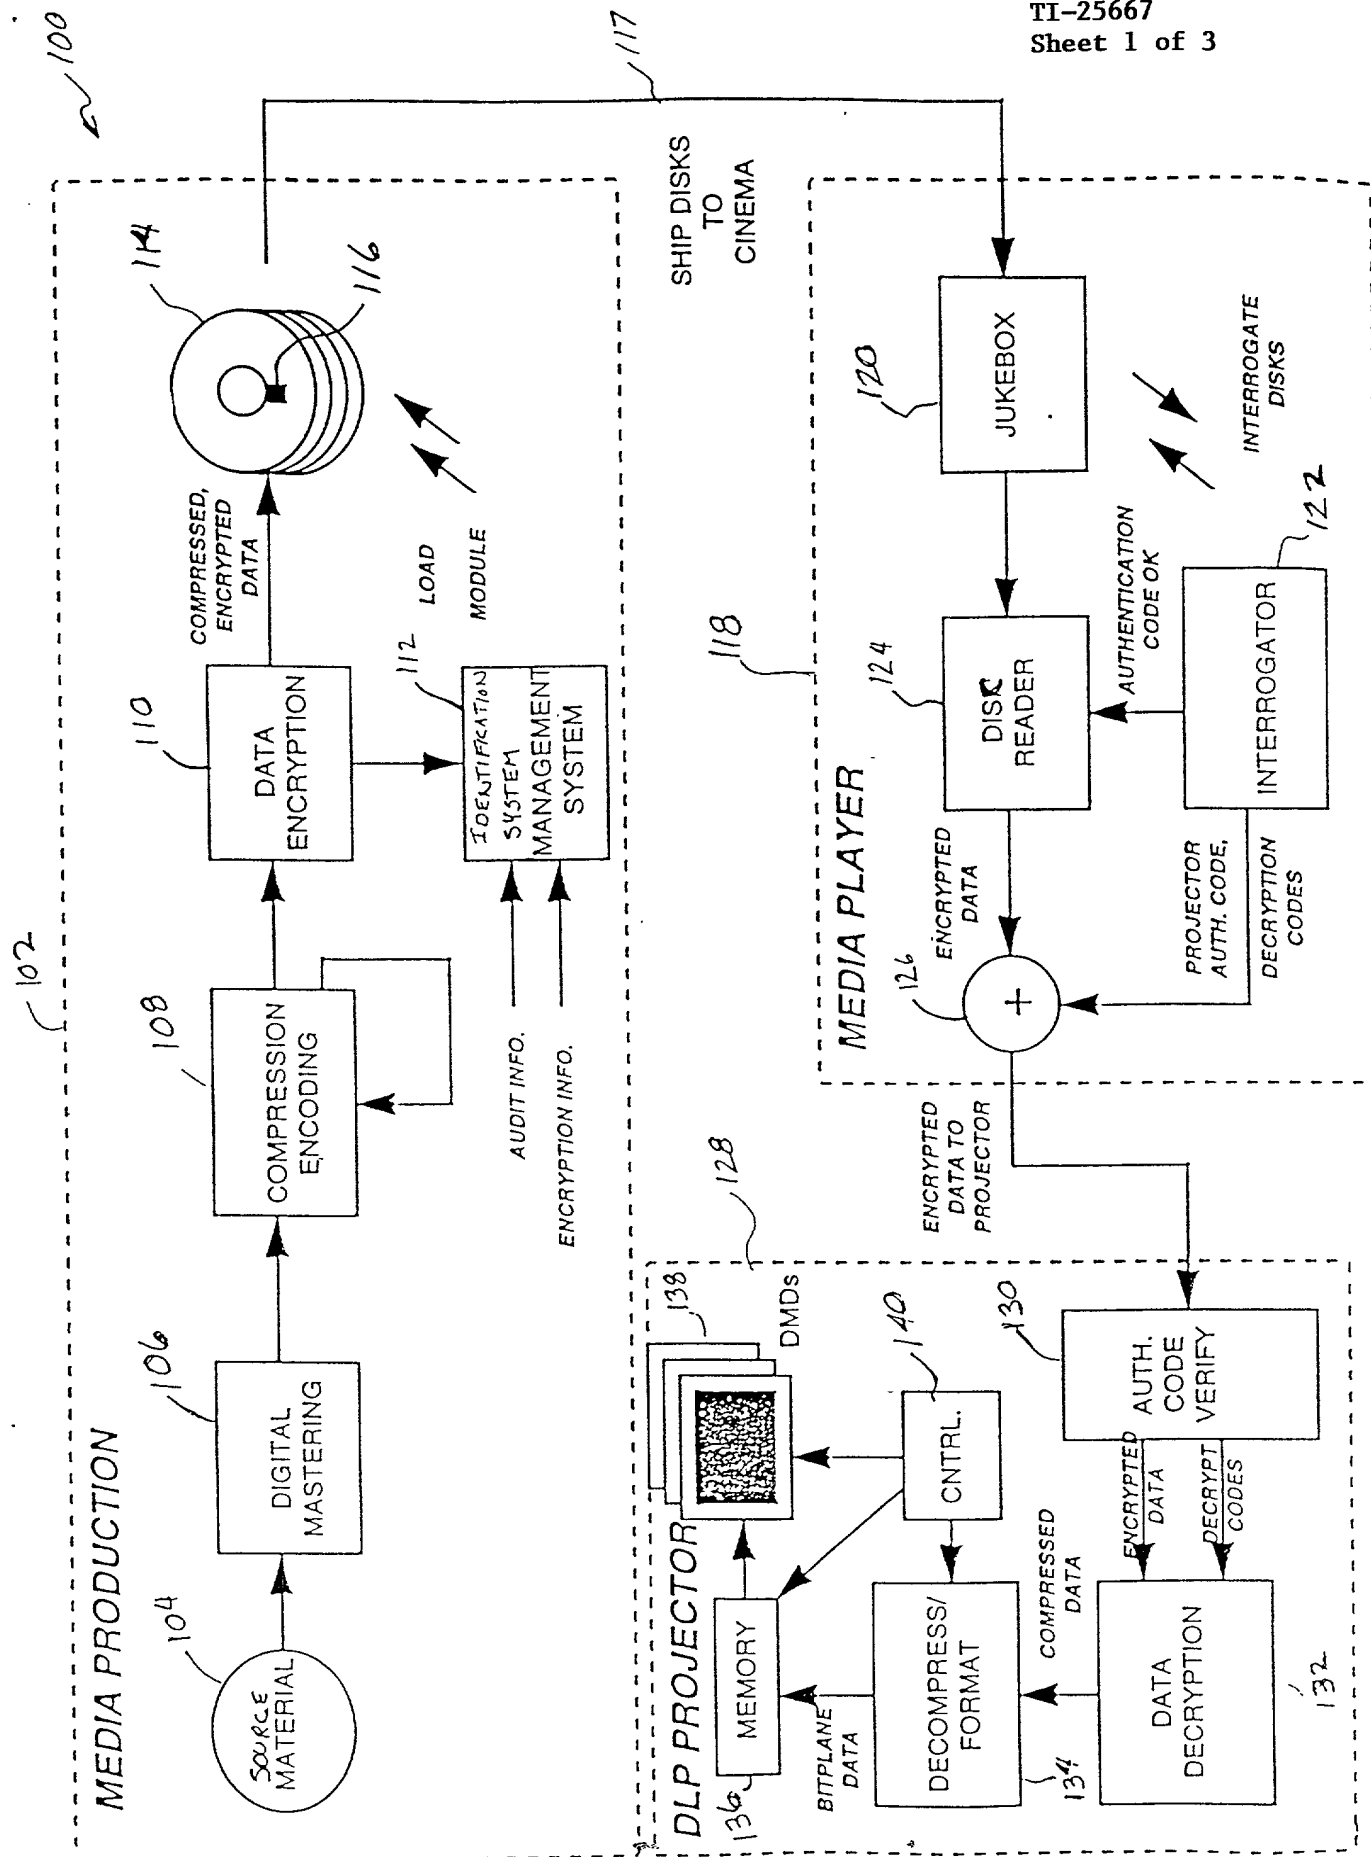 TI-25667
Sheet 1 of 3
100
102
MEDIA PRODUCTION
104
SOURCE
MATERIAL
106
DIGITAL
MASTERING
108
COMPRESSION
ENCODING
110
DATA
ENCRYPTION
COMPRESSED,
ENCRYPTED
DATA
114
116
112
IDENTIFICATION
SYSTEM
MANAGEMENT
SYSTEM
LOAD
MODULE
AUDIT INFO.
ENCRYPTION INFO.
117
SHIP DISKS
TO
CINEMA
118
MEDIA PLAYER
120
JUKEBOX
INTERROGATE
DISKS
122
INTERROGATOR
AUTHENTICATION
CODE OK
124
DISK
READER
ENCRYPTED
DATA
PROJECTOR
AUTH. CODE,
DECRYPTION
CODES
126
+
ENCRYPTED
DATA TO
PROJECTOR
128
DLP PROJECTOR
130
AUTH.
CODE
VERIFY
ENCRYPTED
DATA
DECRYPT
CODES
132
DATA
DECRYPTION
COMPRESSED
DATA
134
DECOMPRESS/
FORMAT
BITPLANE
DATA
136
MEMORY
138
DMDs
140
CNTRL.